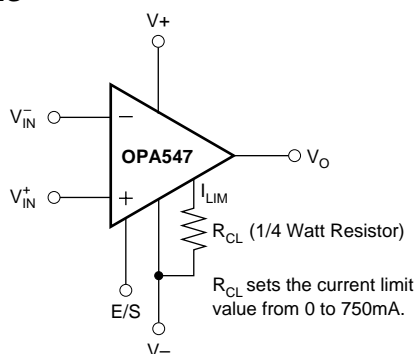 V+
V−IN
−
OPA547
VO
V+IN
+
ILIM
RCL (1/4 Watt Resistor)
RCL sets the current limit
value from 0 to 750mA.
E/S
V−